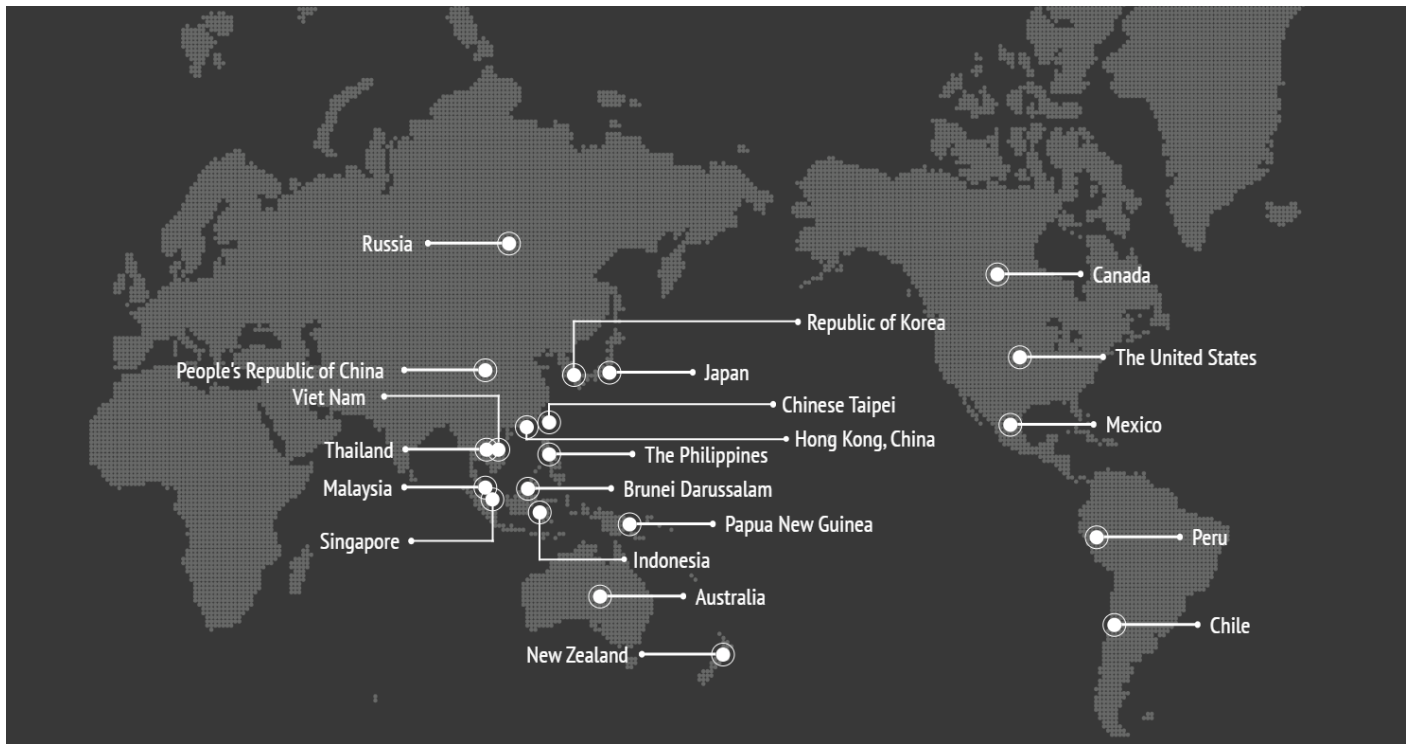 Russia
Canada
Republic of Korea
The United States
People's Republic of China
Japan
Viet Nam
Chinese Taipei
Mexico
Hong Kong, China
Thailand
The Philippines
Malaysia
Brunei Darussalam
Papua New Guinea
Peru
Singapore
Indonesia
Australia
Chile
New Zealand